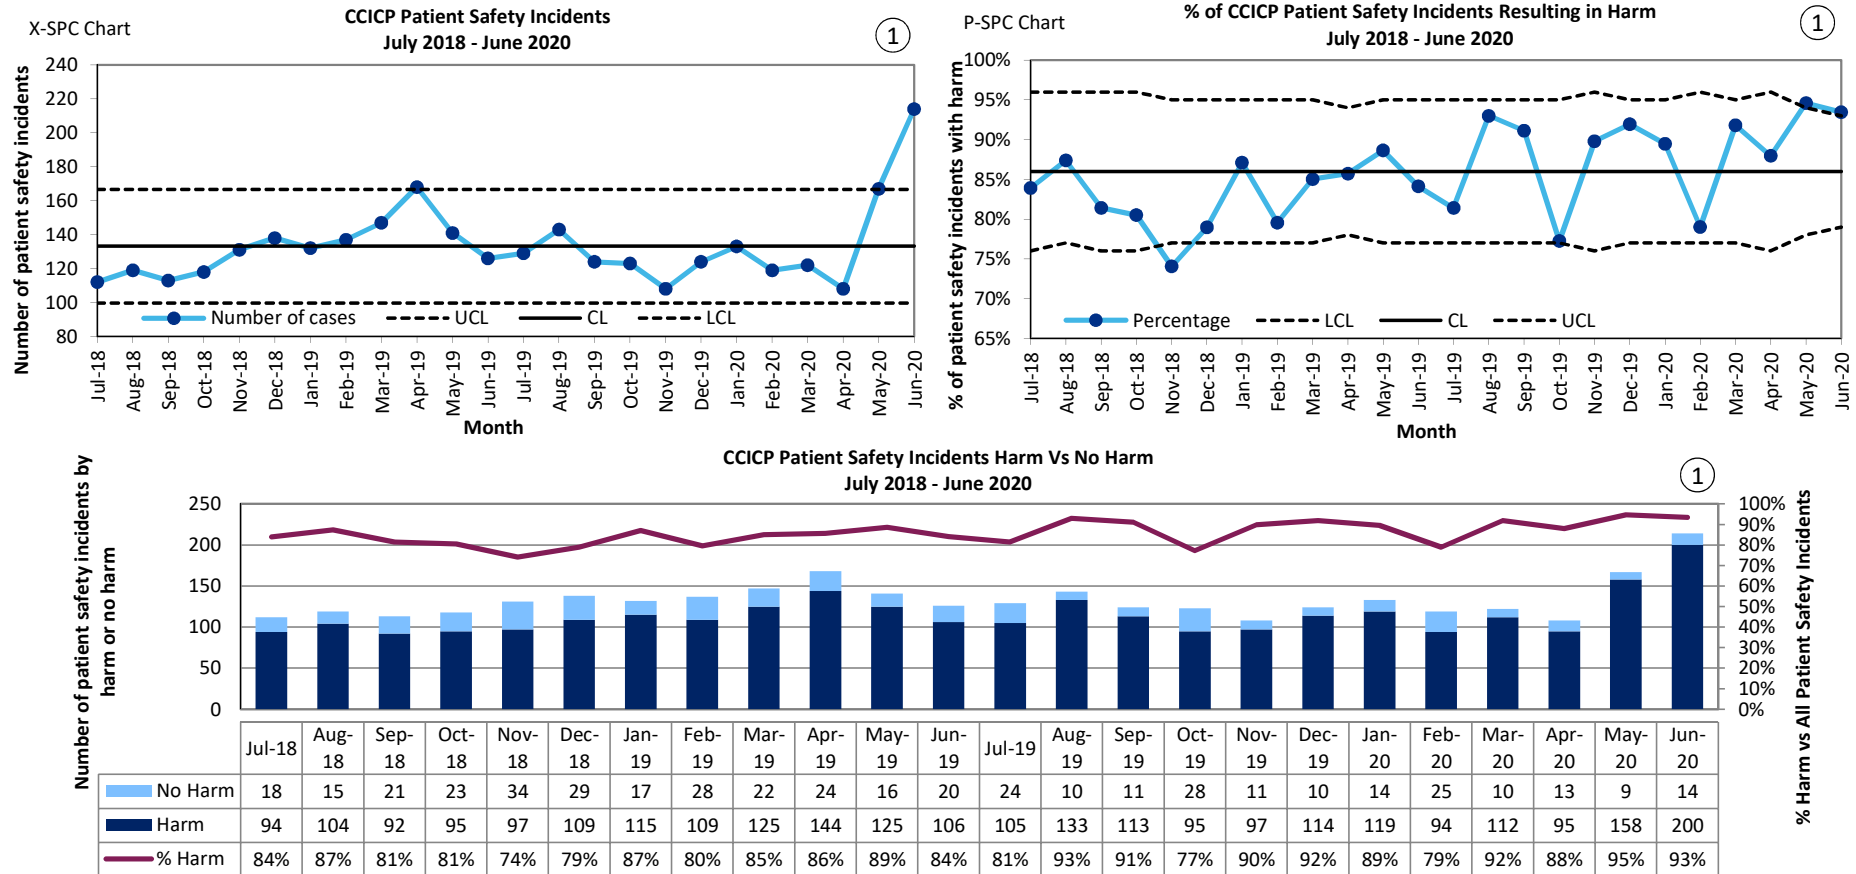 X-SPC Chart
CCICP Patient Safety Incidents
July 2018 - June 2020
1
Number of patient safety incidents
240
220
200
180
160
140
120
100
80
Number of cases UCL CL LCL
Jul-18 Aug-18 Sep-18 Oct-18 Nov-18 Dec-18 Jan-19 Feb-19 Mar-19 Apr-19 May-19 Jun-19 Jul-19 Aug-19 Sep-19 Oct-19 Nov-19 Dec-19 Jan-20 Feb-20 Mar-20 Apr-20 May-20 Jun-20
Month
P-SPC Chart
% of CCICP Patient Safety Incidents Resulting in Harm
July 2018 - June 2020
1
% of patient safety incidents with harm
100%
95%
90%
85%
80%
75%
70%
65%
Percentage LCL CL UCL
Jul-18 Aug-18 Sep-18 Oct-18 Nov-18 Dec-18 Jan-19 Feb-19 Mar-19 Apr-19 May-19 Jun-19 Jul-19 Aug-19 Sep-19 Oct-19 Nov-19 Dec-19 Jan-20 Feb-20 Mar-20 Apr-20 May-20 Jun-20
Month
CCICP Patient Safety Incidents Harm Vs No Harm
July 2018 - June 2020
1
Number of patient safety incidents by
harm or no harm
250
200
150
100
50
0
100%
90%
80%
70%
60%
50%
40%
30%
20%
10%
0%
% Harm vs All Patient Safety Incidents
Jul-18 Aug-18 Sep-18 Oct-18 Nov-18 Dec-18 Jan-19 Feb-19 Mar-19 Apr-19 May-19 Jun-19 Jul-19 Aug-19 Sep-19 Oct-19 Nov-19 Dec-19 Jan-20 Feb-20 Mar-20 Apr-20 May-20 Jun-20
No Harm 18 15 21 23 34 29 17 28 22 24 16 20 24 10 11 28 11 10 14 25 10 13 9 14
Harm 94 104 92 95 97 109 115 109 125 144 125 106 105 133 113 95 97 114 119 94 112 95 158 200
% Harm 84% 87% 81% 81% 74% 79% 87% 80% 85% 86% 89% 84% 81% 93% 91% 77% 90% 92% 89% 79% 92% 88% 95% 93%